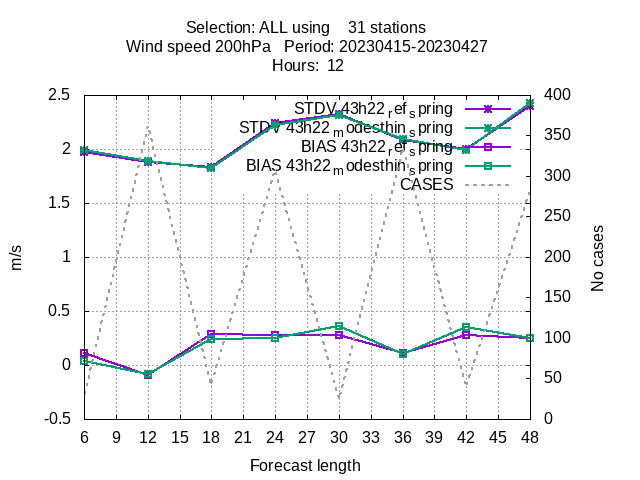 Selection: ALL using    31 stations
Wind speed 200hPa   Period: 20230415-20230427
Hours:  12
2.5
2
1.5
1
0.5
0
-0.5
m/s
400
350
300
250
200
150
100
50
0
No cases
STDV 43h22_ref_spring
STDV 43h22_modesthin_spring
BIAS 43h22_ref_spring
BIAS 43h22_modesthin_spring
CASES
6 9 12 15 18 21 24 27 30 33 36 39 42 45 48
Forecast length